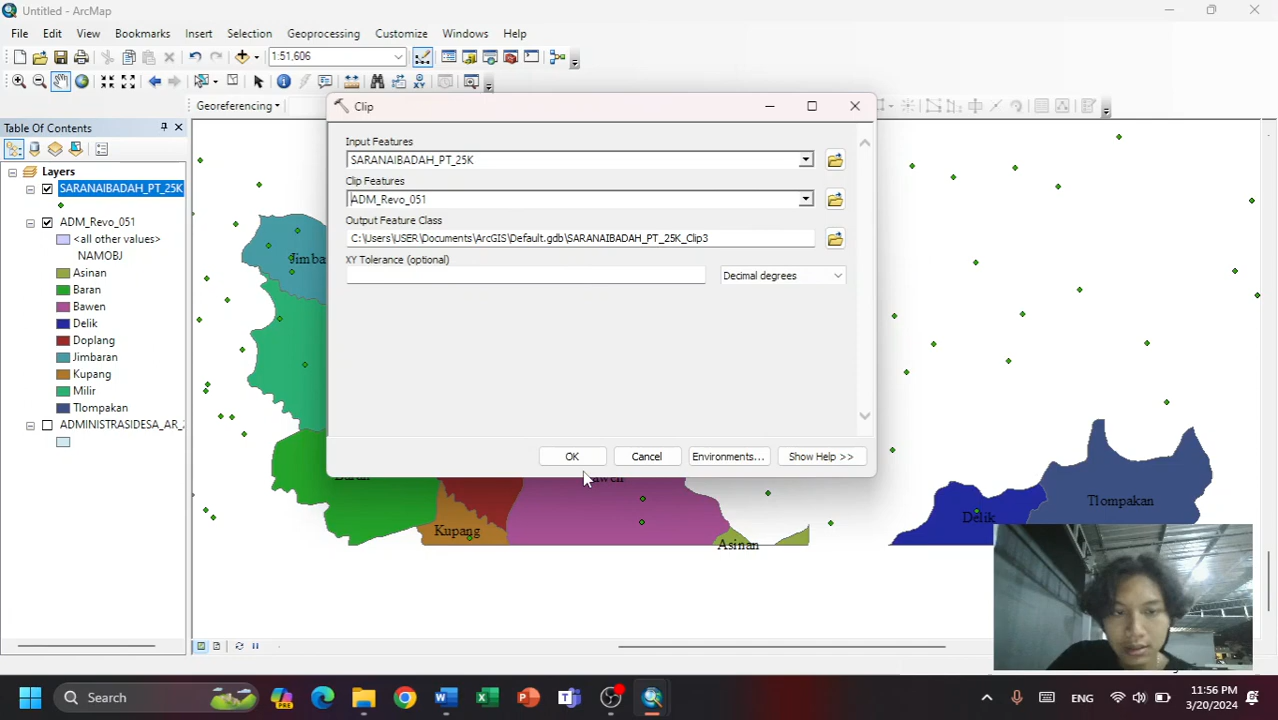 Untitled - ArcMap
File Edit View Bookmarks Insert Selection Geoprocessing Customize Windows Help
1:51.606
Georeferencing
Table Of Contents
Layers
SARANAIBADAH_PT_25K
ADM_Revo_051
<all other values>
NAMOBJ
Asinan
Baran
Bawen
Delik
Doplang
Jimbaran
Kupang
Milir
Tlompakan
ADMINISTRASIDESA_AR_
Clip
Input Features
SARANAIBADAH_PT_25K
Clip Features
ADM_Revo_051
Output Feature Class
C:\Users\USER\Documents\ArcGIS\Default.gdb\SARANAIBADAH_PT_25K_Clip3
XY Tolerance (optional)
Decimal degrees
OK Cancel Environments... Show Help >>
Jimba
Kupang
Asinan
Delik
Tlompakan
Search
PRE
ENG
11:56 PM
3/20/2024